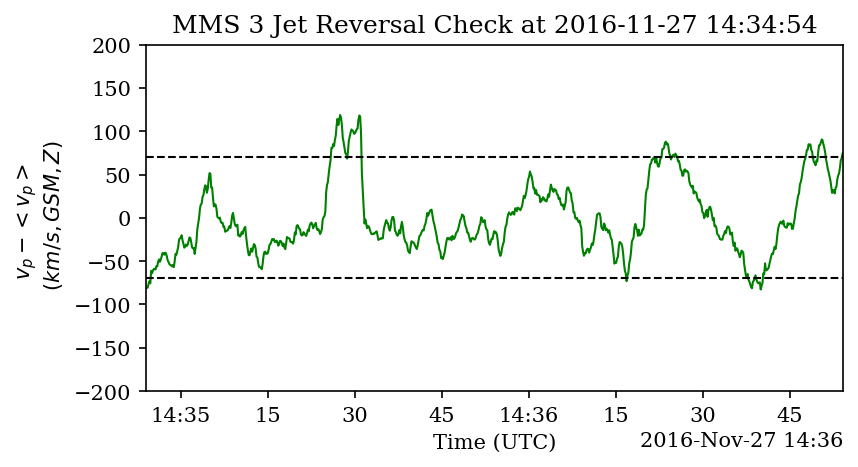 MMS 3 Jet Reversal Check at 2016-11-27 14:34:54
200
150
100
50
0
−50
−100
−150
−200
v_p − < v_p >
(km/s, GSM, Z)
14:35 15 30 45 14:36 15 30 45
Time (UTC)
2016-Nov-27 14:36